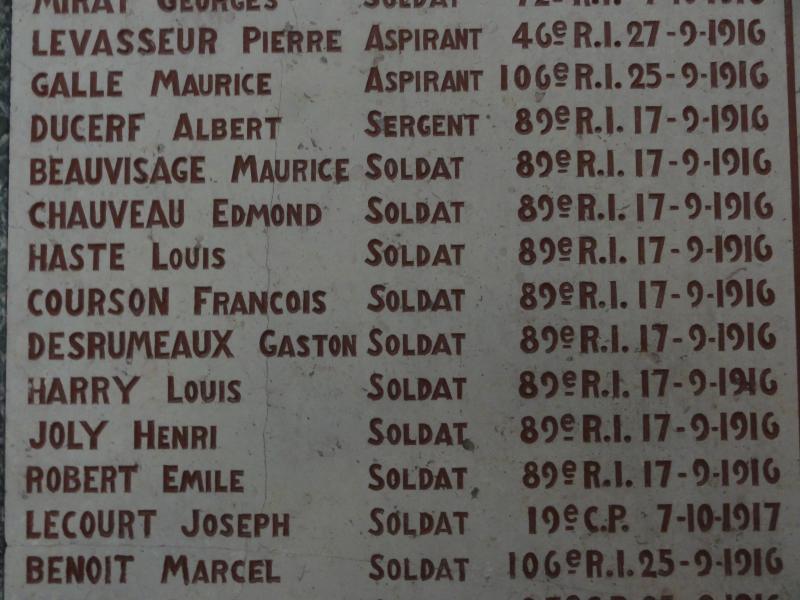 MIRAT GEORGES SOLDAT
LEVASSEUR PIERRE ASPIRANT 46e R.I. 27-9-1916
GALLE MAURICE ASPIRANT 106e R.I. 25-9-1916
DUCERF ALBERT SERGENT 89e R.I. 17-9-1916
BEAUVISAGE MAURICE SOLDAT 89e R.I. 17-9-1916
CHAUVEAU EDMOND SOLDAT 89e R.I. 17-9-1916
HASTE LOUIS SOLDAT 89e R.I. 17-9-1916
COURSON FRANCOIS SOLDAT 89e R.I. 17-9-1916
DESRUMEAUX GASTON SOLDAT 89e R.I. 17-9-1916
HARRY LOUIS SOLDAT 89e R.I. 17-9-1916
JOLY HENRI SOLDAT 89e R.I. 17-9-1916
ROBERT EMILE SOLDAT 89e R.I. 17-9-1916
LECOURT JOSEPH SOLDAT 19e C.P. 7-10-1917
BENOIT MARCEL SOLDAT 106e R.I. 25-9-1916